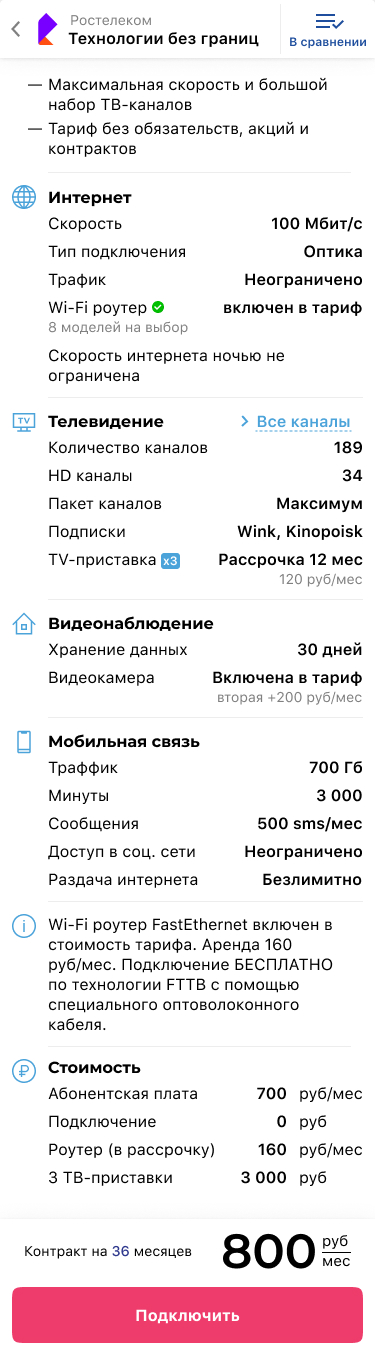 Ростелеком
Технологии без границ
В сравнении
— Максимальная скорость и большой
набор ТВ-каналов
— Тариф без обязательств, акций и
контрактов
Интернет
Скорость 100 Мбит/с
Тип подключения Оптика
Трафик Неограничено
Wi-Fi роутер включен в тариф
8 моделей на выбор
Скорость интернета ночью не
ограничена
TV
Телевидение Все каналы
Количество каналов 189
HD каналы 34
Пакет каналов Максимум
Подписки Wink, Kinopoisk
TV-приставка x3 Рассрочка 12 мес
120 руб/мес
Видеонаблюдение
Хранение данных 30 дней
Видеокамера Включена в тариф
вторая +200 руб/мес
Мобильная связь
Траффик 700 Гб
Минуты 3 000
Сообщения 500 sms/мес
Доступ в соц. сети Неограничено
Раздача интернета Безлимитно
Wi-Fi роутер FastEthernet включен в
стоимость тарифа. Аренда 160
руб/мес. Подключение БЕСПЛАТНО
по технологии FTTB с помощью
специального оптоволоконного
кабеля.
Стоимость
Абонентская плата 700 руб/мес
Подключение 0 руб
Роутер (в рассрочку) 160 руб/мес
3 ТВ-приставки 3 000 руб
Контракт на 36 месяцев 800 руб
мес
Подключить